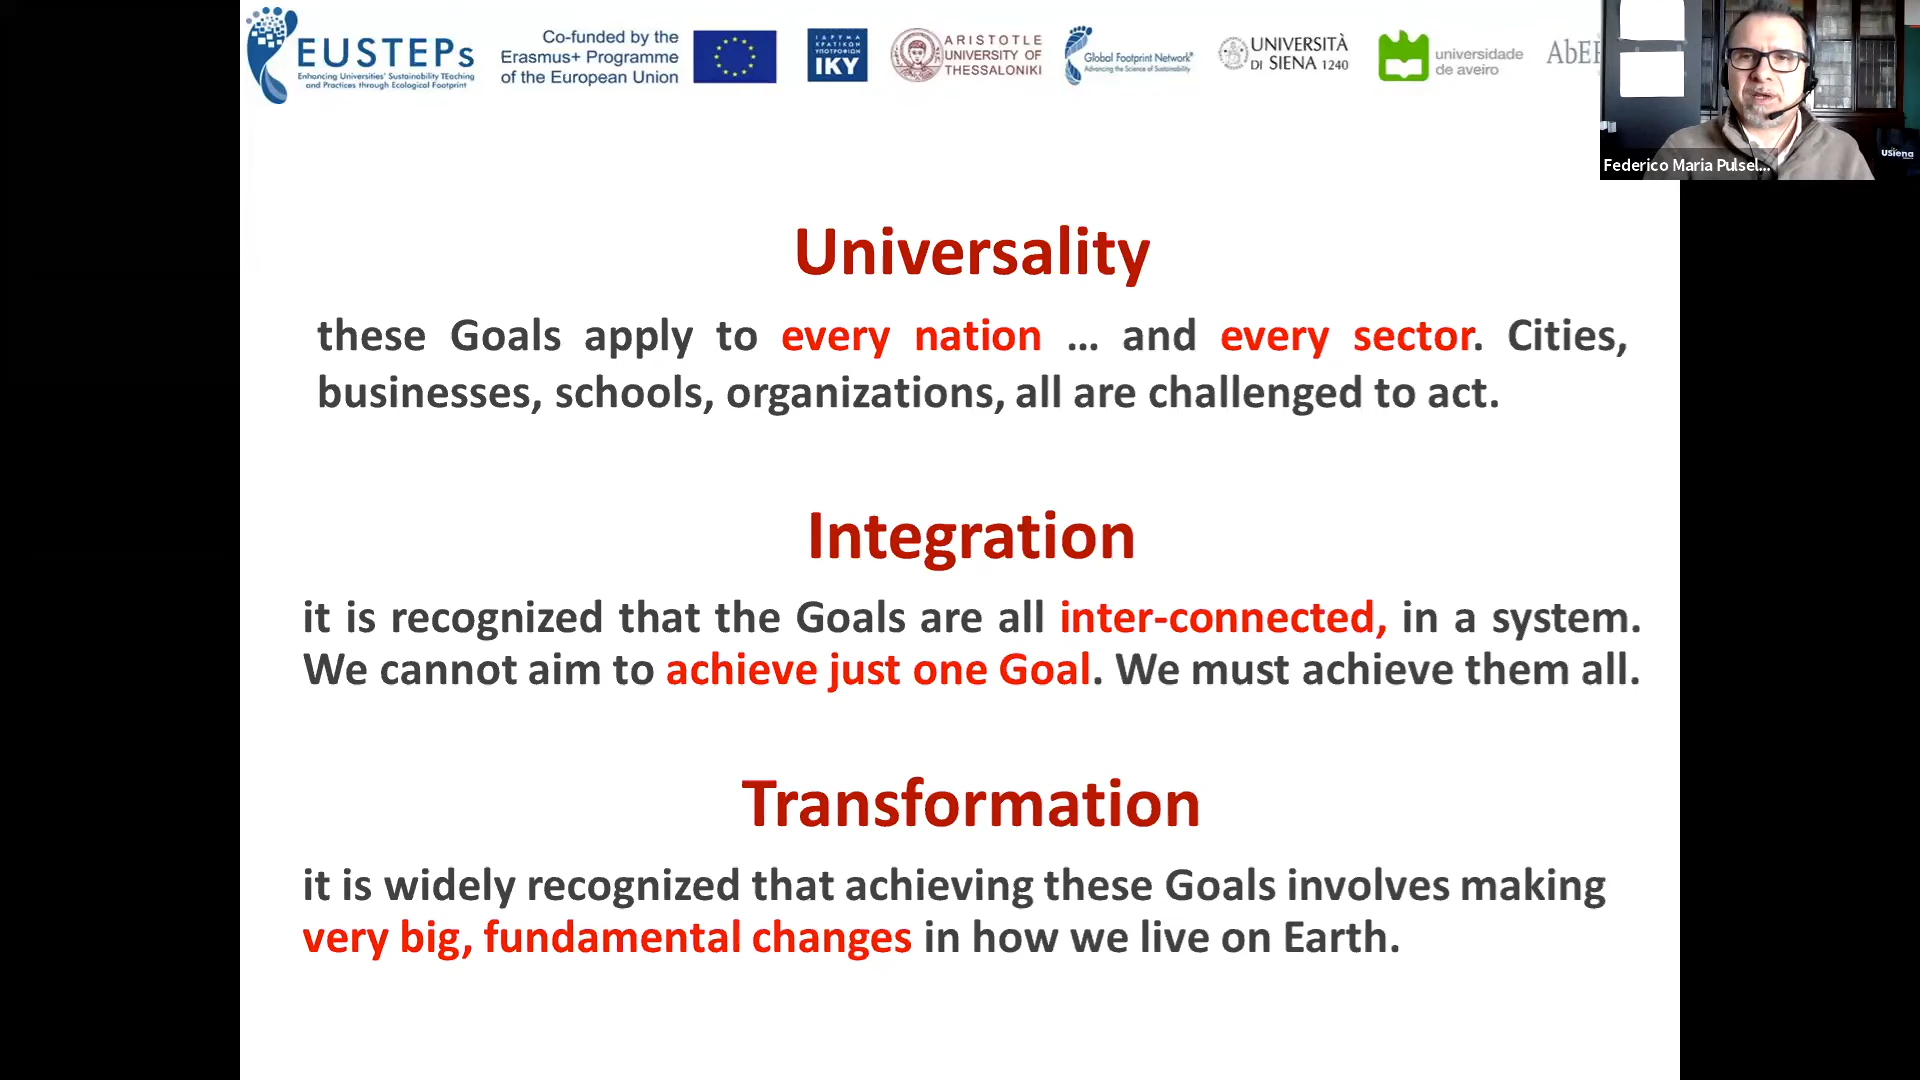 EUSTEPs
Enhancing Universities' Sustainability TEaching
and Practices through Ecological Footprint
Co-funded by the
Erasmus+ Programme
of the European Union
ΙΔΡΥΜΑ
ΚΡΑΤΙΚΩΝ
ΥΠΟΤΡΟΦΙΩΝ
IKY
ARISTOTLE
UNIVERSITY OF
THESSALONIKI
Global Footprint Network®
Advancing the Science of Sustainability
UNIVERSITÀ
DI SIENA 1240
universidade
de aveiro
USiena
Federico Maria Pulsel...
Universality
these Goals apply to every nation ... and every sector. Cities,
businesses, schools, organizations, all are challenged to act.
Integration
it is recognized that the Goals are all inter-connected, in a system.
We cannot aim to achieve just one Goal. We must achieve them all.
Transformation
it is widely recognized that achieving these Goals involves making
very big, fundamental changes in how we live on Earth.